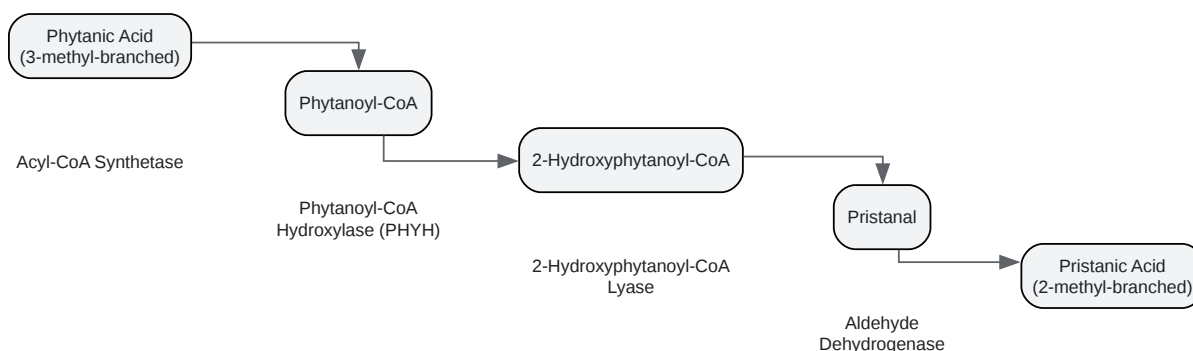 Phytanic Acid
(3-methyl-branched)
Phytanoyl-CoA
Acyl-CoA Synthetase
2-Hydroxyphytanoyl-CoA
Phytanoyl-CoA
Hydroxylase (PHYH)
Pristanal
2-Hydroxyphytanoyl-CoA
Lyase
Pristanic Acid
(2-methyl-branched)
Aldehyde
Dehydrogenase